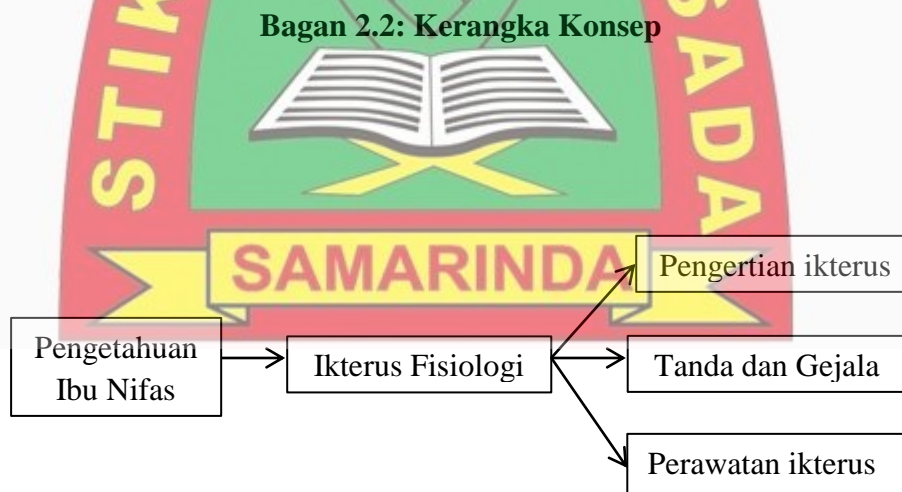 Bagan 2.2: Kerangka Konsep
STIK
SADA
SAMARINDA
Pengertian ikterus
Pengetahuan
Ibu Nifas
Ikterus Fisiologi
Tanda dan Gejala
Perawatan ikterus